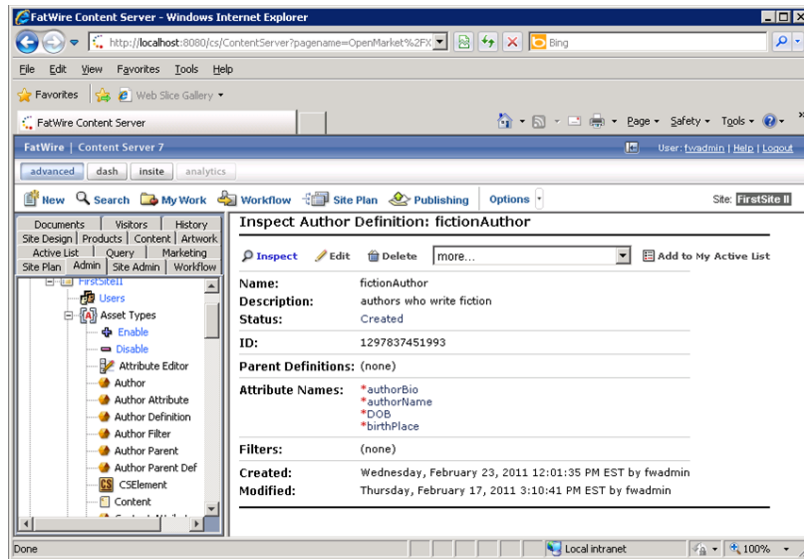 FatWire Content Server - Windows Internet Explorer
http://localhost:8080/cs/ContentServer?pagename=OpenMarket%2FX
Bing
File Edit View Favorites Tools Help
Favorites Web Slice Gallery
FatWire Content Server
Page Safety Tools »
FatWire | Content Server 7
User: fwadmin | Help | Logout
advanced dash insite analytics
New Search My Work Workflow Site Plan Publishing Options Site: FirstSite II
Documents Visitors History
Site Design Products Content Artwork
Active List Query Marketing
Site Plan Admin Site Admin Workflow
FirstSiteII
Users
Asset Types
Enable
Disable
Attribute Editor
Author
Author Attribute
Author Definition
Author Filter
Author Parent
Author Parent Def
CS CSElement
Content
Inspect Author Definition: fictionAuthor
Inspect Edit Delete more... Add to My Active List
Name: fictionAuthor
Description: authors who write fiction
Status: Created
ID: 1297837451993
Parent Definitions: (none)
Attribute Names: *authorBio
*authorName
*DOB
*birthPlace
Filters: (none)
Created: Wednesday, February 23, 2011 12:01:35 PM EST by fwadmin
Modified: Thursday, February 17, 2011 3:10:41 PM EST by fwadmin
Done Local intranet 100%